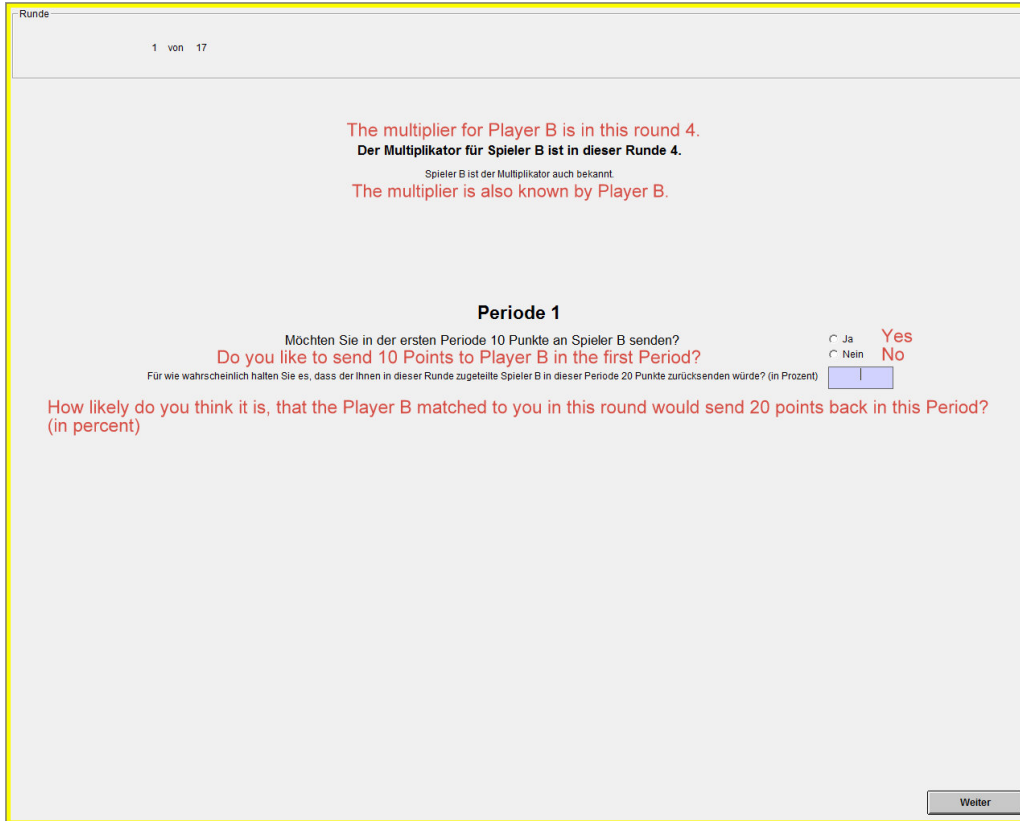 Runde
1 von 17
The multiplier for Player B is in this round 4.
Der Multiplikator für Spieler B ist in dieser Runde 4.
Spieler B ist der Multiplikator auch bekannt.
The multiplier is also known by Player B.
Periode 1
Möchten Sie in der ersten Periode 10 Punkte an Spieler B senden?
Ja Yes
Do you like to send 10 Points to Player B in the first Period?
Nein No
Für wie wahrscheinlich halten Sie es, dass der Ihnen in dieser Runde zugeteilte Spieler B in dieser Periode 20 Punkte zurücksenden würde? (in Prozent)
How likely do you think it is, that the Player B matched to you in this round would send 20 points back in this Period?
(in percent)
Weiter